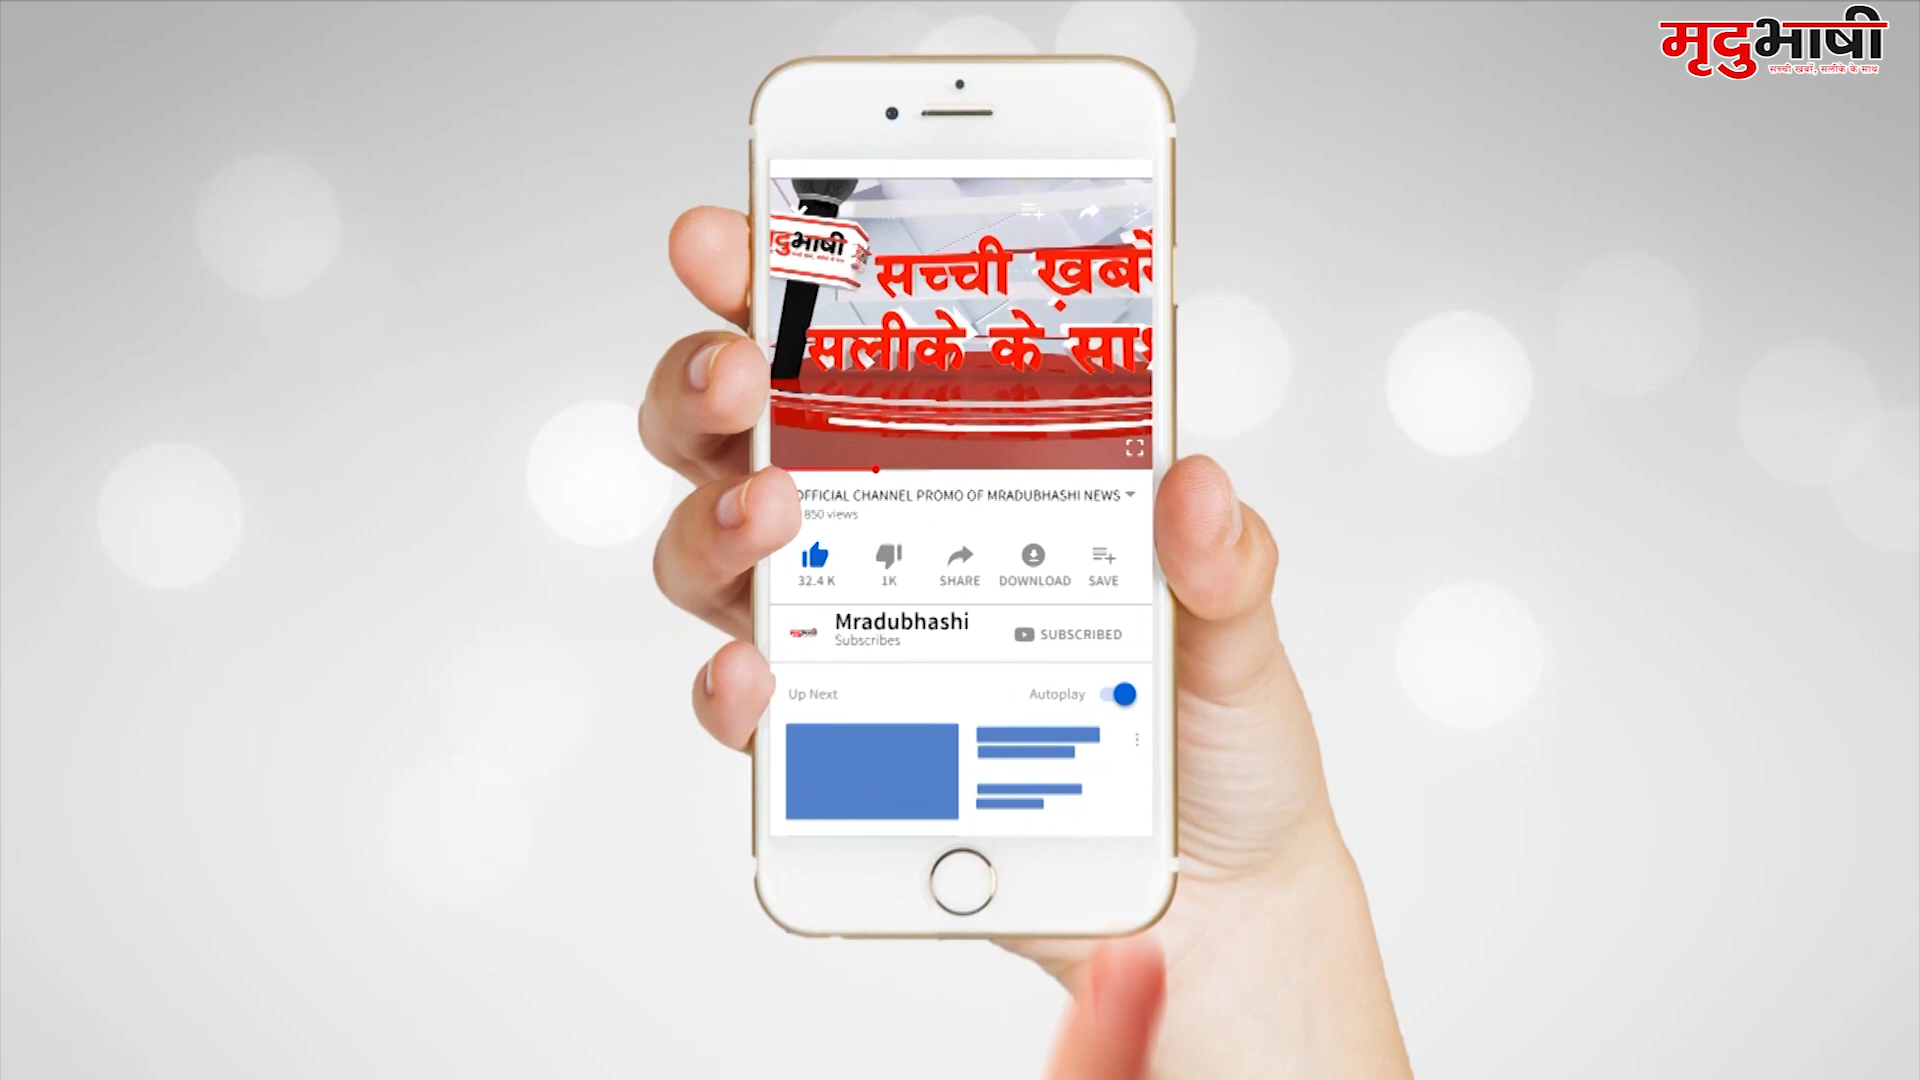 मृदुभाषी
सच्ची खबरें, सलीके के साथ
मृदुभाषी
सच्ची ख़बरें
सलीके के साथ
OFFICIAL CHANNEL PROMO OF MRADUBHASHI NEWS
850 views
32.4 K 1K SHARE DOWNLOAD SAVE
मृदुभाषी
Mradubhashi
Subscribes
SUBSCRIBED
Up Next Autoplay